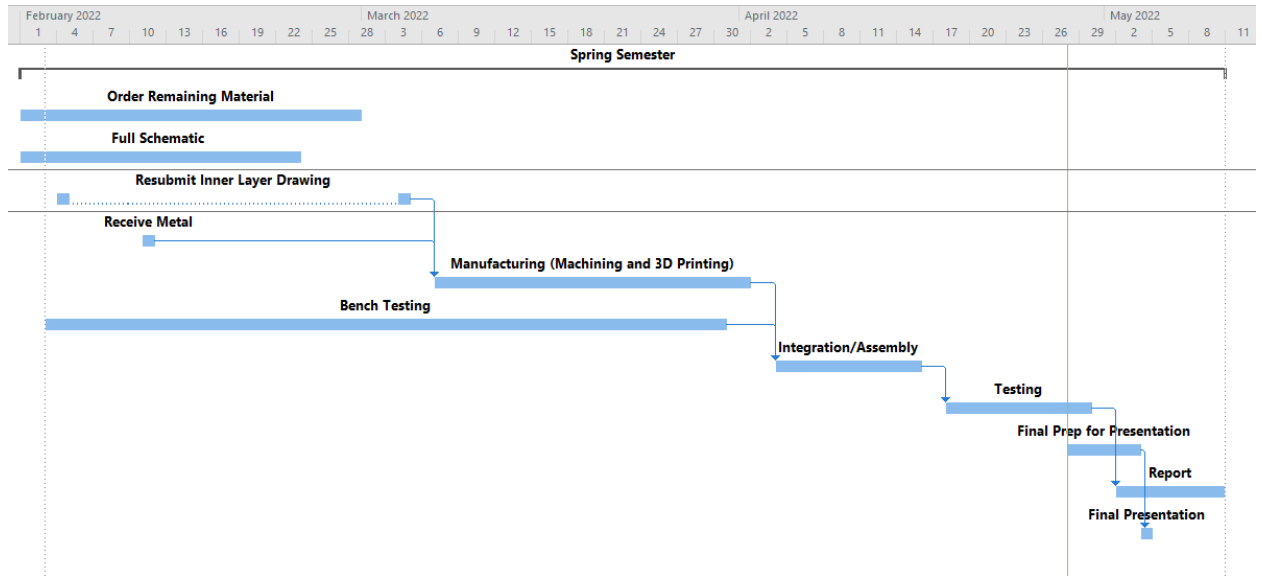 February 2022 March 2022 April 2022 May 2022
1 4 7 10 13 16 19 22 25 28 3 6 9 12 15 18 21 24 27 30 2 5 8 11 14 17 20 23 26 29 2 5 8 11
Spring Semester
Order Remaining Material
Full Schematic
Resubmit Inner Layer Drawing
Receive Metal
Manufacturing (Machining and 3D Printing)
Bench Testing
Integration/Assembly
Testing
Final Prep for Presentation
Report
Final Presentation